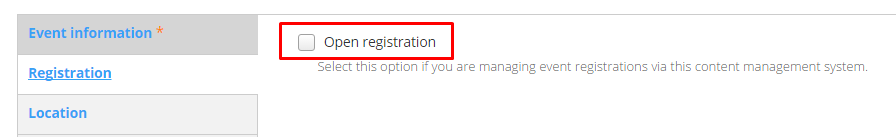 Event information *
Open registration
Select this option if you are managing event registrations via this content management system.
Registration
Location